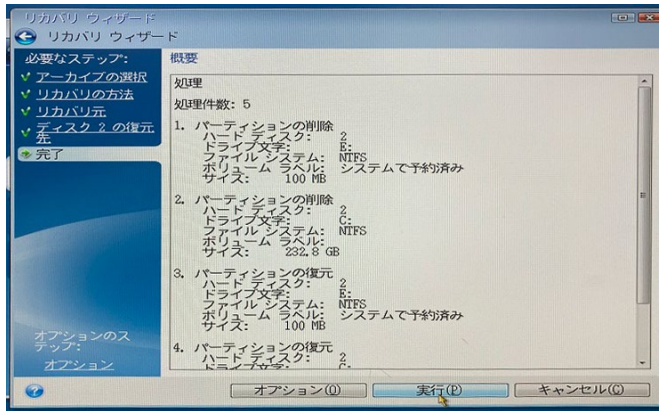 リカバリ ウィザード
リカバリ ウィザード
必要なステップ:
アーカイブの選択
リカバリの方法
リカバリ元
ディスク 2 の復元先
完了
オプションのステップ:
オプション
概要
処理
処理件数: 5
1. パーティションの削除
ハード ディスク: 2
ドライブ文字: E:
ファイル システム: NTFS
ボリューム ラベル: システムで予約済み
サイズ: 100 MB
2. パーティションの削除
ハード ディスク: 2
ドライブ文字: C:
ファイル システム: NTFS
ボリューム ラベル:
サイズ: 232.8 GB
3. パーティションの復元
ハード ディスク: 2
ドライブ文字: E:
ファイル システム: NTFS
ボリューム ラベル: システムで予約済み
サイズ: 100 MB
4. パーティションの復元
ハード ディスク: 2
ドライブ文字: C:
オプション(O)
実行(P)
キャンセル(C)